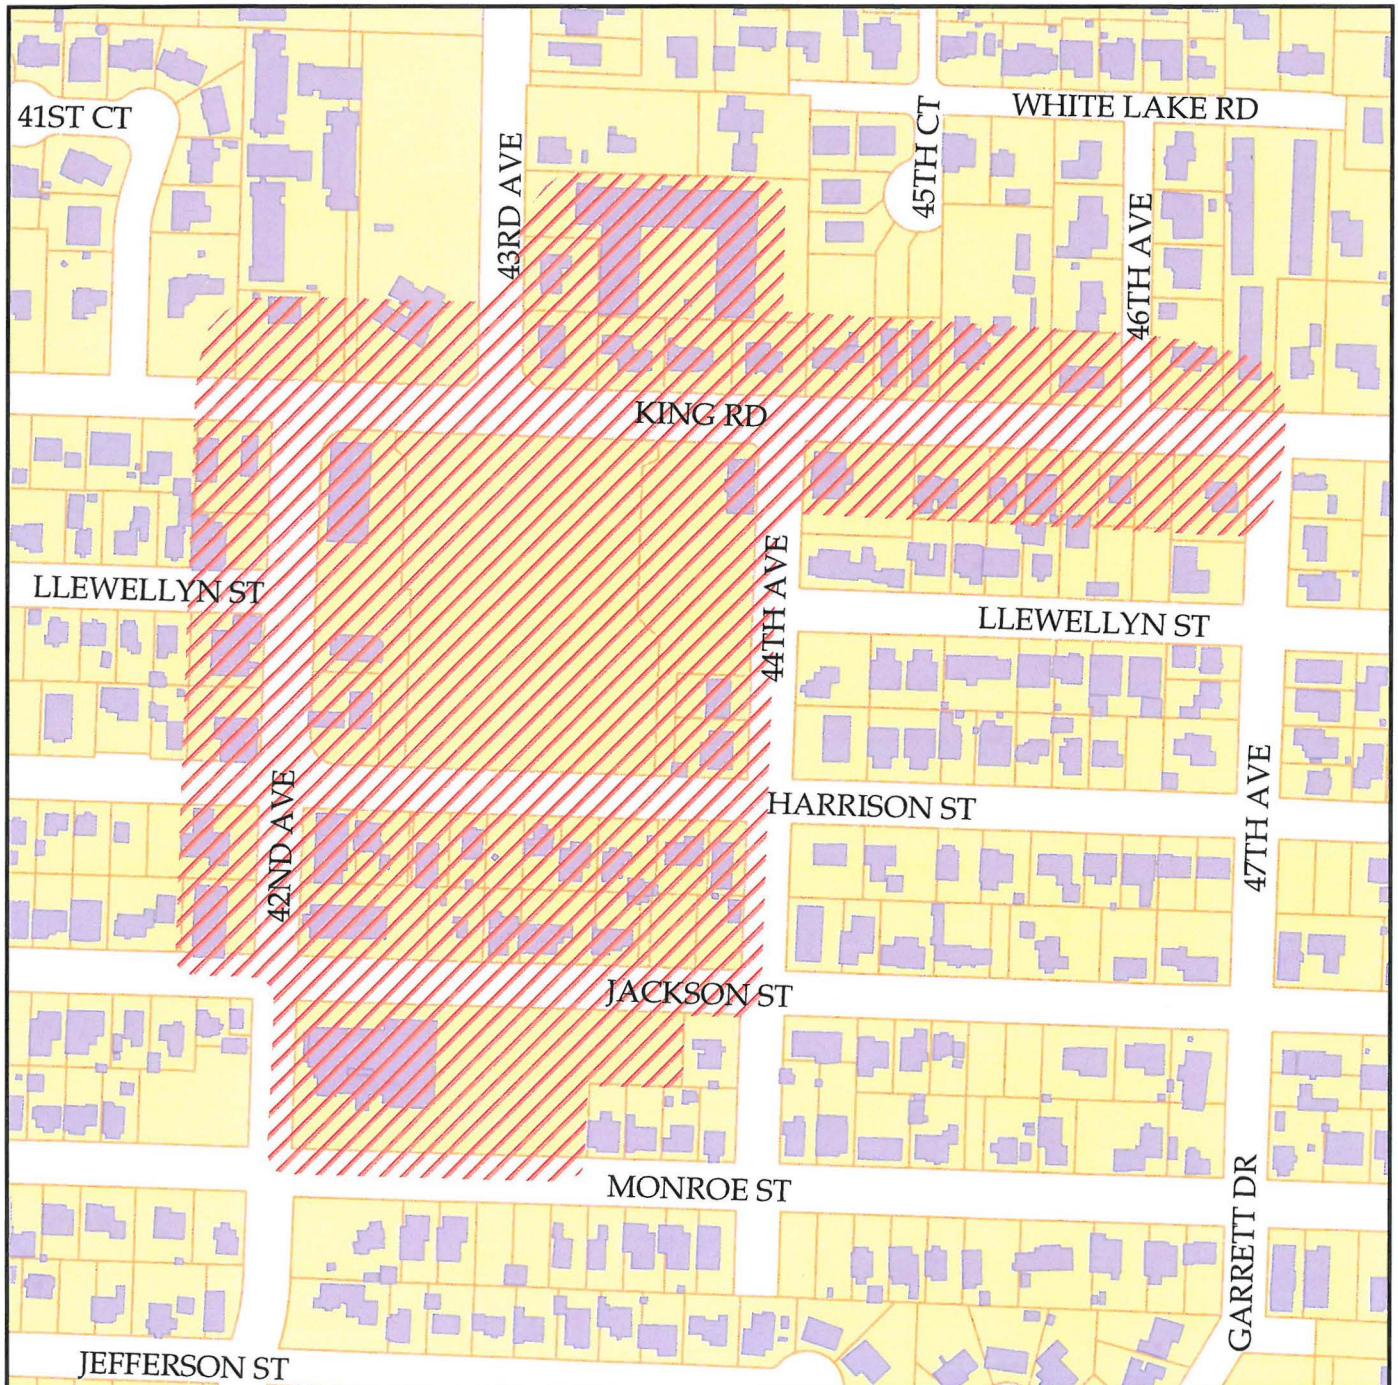 41ST CT
WHITE LAKE RD
45TH CT
43RD AVE
46TH AVE
KING RD
LLEWELLYN ST
44TH AVE
LLEWELLYN ST
42ND AVE
HARRISON ST
47TH AVE
JACKSON ST
MONROE ST
GARRETT DR
JEFFERSON ST